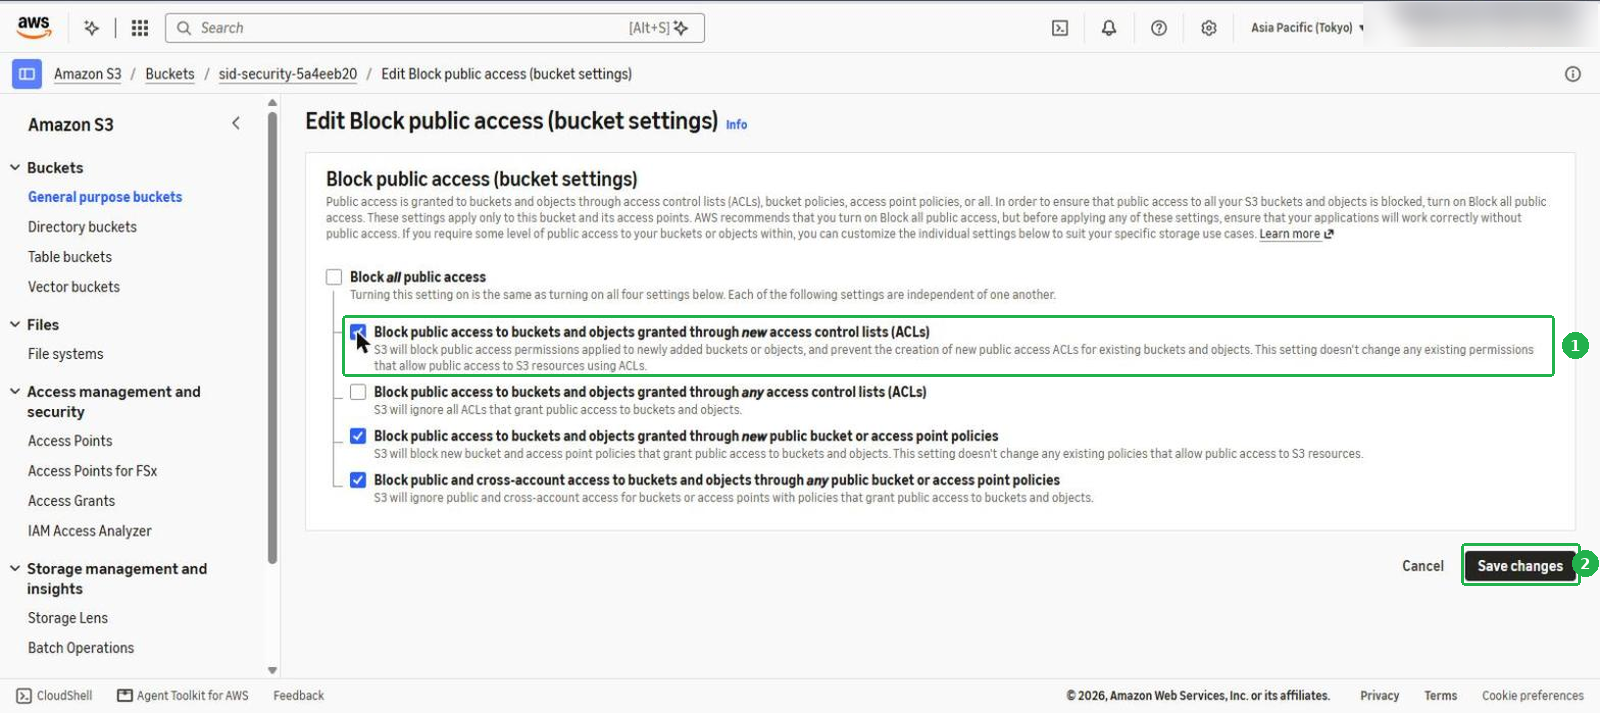 aws
Search
[Alt+S]
Asia Pacific (Tokyo)
Amazon S3 / Buckets / sid-security-5a4eeb20 / Edit Block public access (bucket settings)
Amazon S3
Buckets
General purpose buckets
Directory buckets
Table buckets
Vector buckets
Files
File systems
Access management and
security
Access Points
Access Points for FSx
Access Grants
IAM Access Analyzer
Storage management and
insights
Storage Lens
Batch Operations
Edit Block public access (bucket settings) Info
Block public access (bucket settings)
Public access is granted to buckets and objects through access control lists (ACLs), bucket policies, access point policies, or all. In order to ensure that public access to all your S3 buckets and objects is blocked, turn on Block all public
access. These settings apply only to this bucket and its access points. AWS recommends that you turn on Block all public access, but before applying any of these settings, ensure that your applications will work correctly without
public access. If you require some level of public access to your buckets or objects within, you can customize the individual settings below to suit your specific storage use cases. Learn more
Block all public access
Turning this setting on is the same as turning on all four settings below. Each of the following settings are independent of one another.
Block public access to buckets and objects granted through new access control lists (ACLs)
S3 will block public access permissions applied to newly added buckets or objects, and prevent the creation of new public access ACLs for existing buckets and objects. This setting doesn't change any existing permissions
that allow public access to S3 resources using ACLs.
1
Block public access to buckets and objects granted through any access control lists (ACLs)
S3 will ignore all ACLs that grant public access to buckets and objects.
Block public access to buckets and objects granted through new public bucket or access point policies
S3 will block new bucket and access point policies that grant public access to buckets and objects. This setting doesn't change any existing policies that allow public access to S3 resources.
Block public and cross-account access to buckets and objects through any public bucket or access point policies
S3 will ignore public and cross-account access for buckets or access points with policies that grant public access to buckets and objects.
Cancel
Save changes
2
CloudShell
Agent Toolkit for AWS
Feedback
© 2026, Amazon Web Services, Inc. or its affiliates.
Privacy
Terms
Cookie preferences